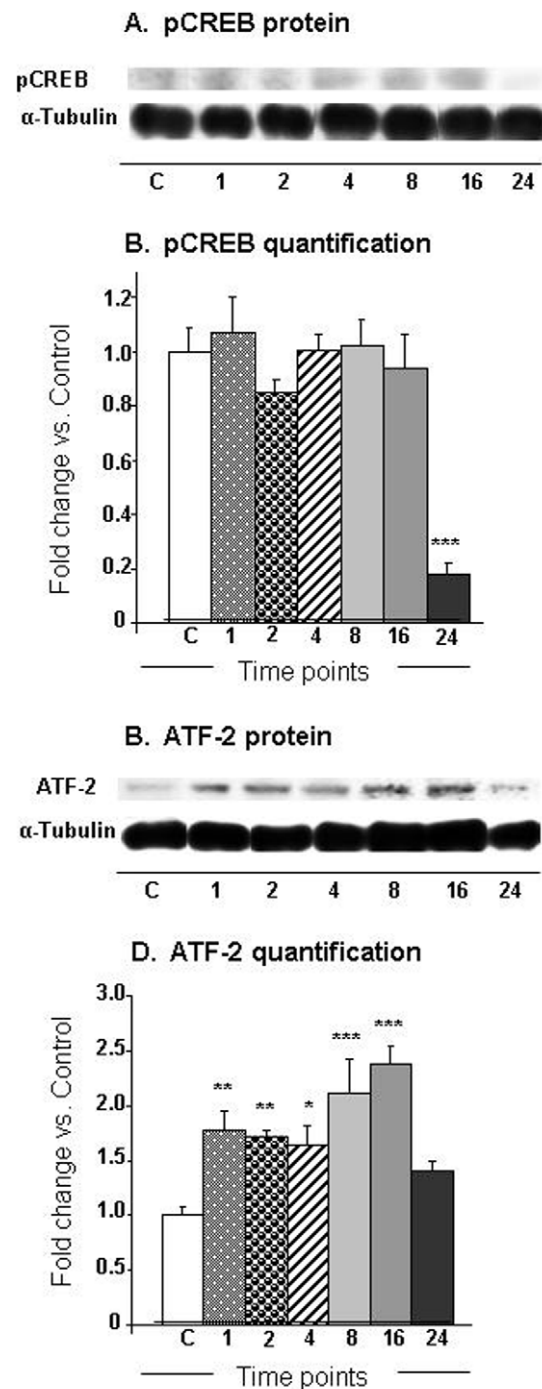 A. pCREB protein
pCREB
α-Tubulin
C 1 2 4 8 16 24
B. pCREB quantification
Fold change vs. Control
1.2
1.0
0.8
0.6
0.4
0.2
0
***
C 1 2 4 8 16 24
Time points
B. ATF-2 protein
ATF-2
α-Tubulin
C 1 2 4 8 16 24
D. ATF-2 quantification
Fold change vs. Control
3.0
2.5
2.0
1.5
1.0
0.5
0
** ** * *** ***
C 1 2 4 8 16 24
Time points